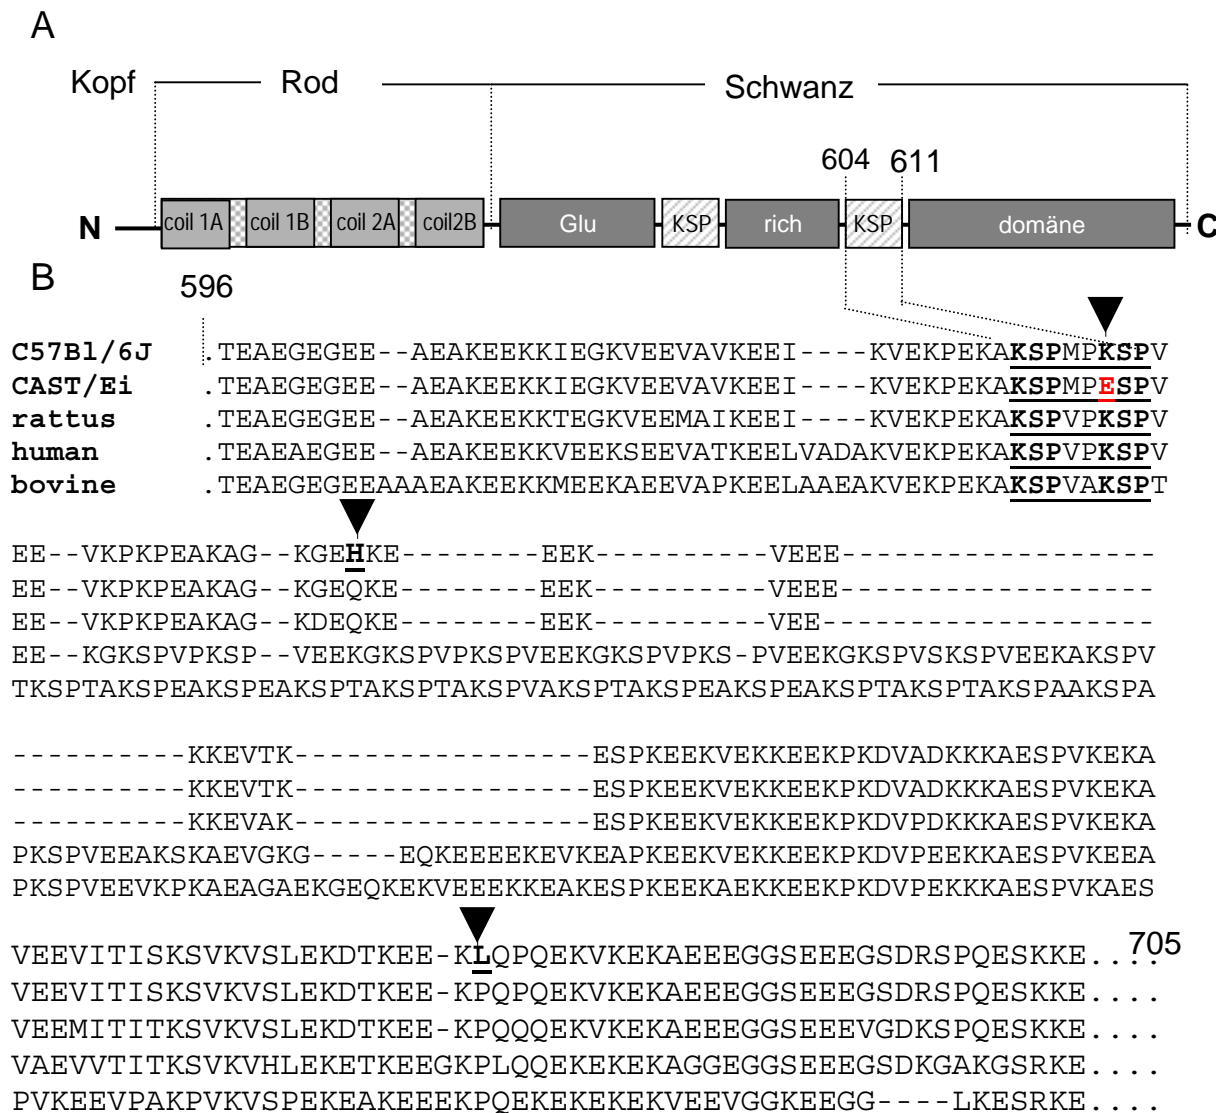 A
Kopf Rod Schwanz
604 611
N coil 1A coil 1B coil 2A coil2B Glu KSP rich KSP domäne C
B
596
C57Bl/6J .TEAEGEGEE--AEAKEEKKIEGKVEEVAVKEEI----KVEKPEKAKSPMPKSPV
CAST/Ei .TEAEGEGEE--AEAKEEKKIEGKVEEVAVKEEI----KVEKPEKAKSPMPESPV
rattus .TEAEGEGEE--AEAKEEKKTEGKVEEMAIKEEI----KVEKPEKAKSPVPKSPV
human .TEAEAEGEE--SEAKEEKKVEEKSEEVATKEELVADAKVEKPEKAKSPVPKSPV
bovine .TEAEGEGEEAAAEAKEEKKMEEKAEEVAPKEELAAEAKVEKPEKAKSPVAKSPT
EE--VKPKPEAKAG--KGEHKE--------EEK----------VEEE------------------
EE--VKPKPEAKAG--KGEQKE--------EEK----------VEEE------------------
EE--VKPKPEAKAG--KDEQKE--------EEK----------VEE-------------------
EE--KGKSPVPKSP--VEEKGKSPVPKSPVEEKGKSPVPKS-PVEEKGKSPVSKSPVEEKAKSPV
TKSPTAKSPEAKSPEAKSPTAKSPTAKSPVAKSPTAKSPEAKSPEAKSPTAKSPTAKSPAAKSPA
----------KKEVTK-----------------ESPKEEKVEKKEEKPKDVADKKKAESPVKEKA
----------KKEVTK-----------------ESPKEEKVEKKEEKPKDVADKKKAESPVKEKA
----------KKEVAK-----------------ESPKEEKVEKKEEKPKDVPDKKKAESPVKEKA
PKSPVEEAKSKAEVGKG-----EQKEEEEKEVKEAPKEEKVEKKEEKPKDVPEEKKAESPVKEEA
PKSPVEEVKPKAEAGAEKGEQKEKVEEEKKEAKESPKEEKAEKKEEKPKDVPEKKKAESPVKAES
705
VEEVITISKSVKVSLEKDTKEE-KLQPQEKVKEKAEEEGGSEEEGSDRSPQESKKE....
VEEVITISKSVKVSLEKDTKEE-KPQPQEKVKEKAEEEGGSEEEGSDRSPQESKKE....
VEEMITITKSVKVSLEKDTKEE-KPQQQEKVKEKAEEEGGSEEEVGDKSPQESKKE....
VAEVVTITKSVKVHLEKETKEEGKPLQQEKEKEKAGGEGGSEEEGSDKGAKGSRKE....
PVKEEVPAKPVKVSPEKEAKEEEKPQEKEKEKEKVEEVGGKEEGG----LKESRKE....